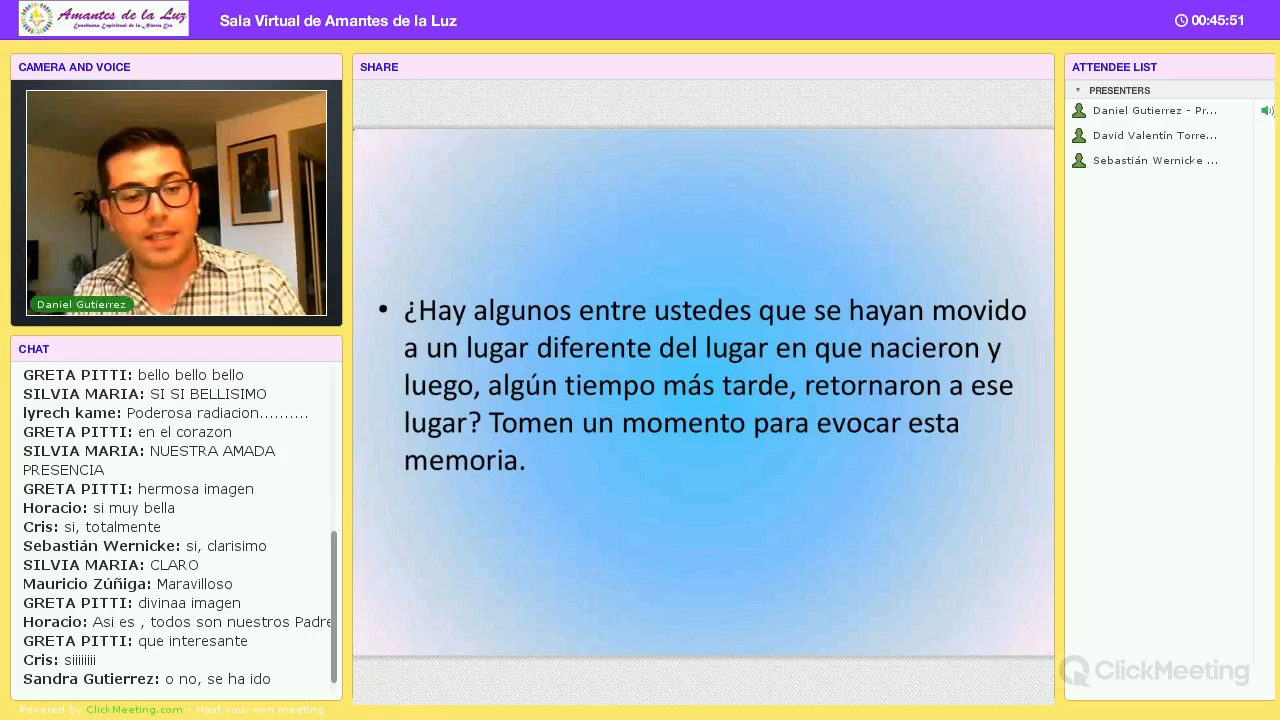 Amantes de la Luz
Enseñanza Espiritual de la Nueva Era
Sala Virtual de Amantes de la Luz
00:45:51
CAMERA AND VOICE
Daniel Gutierrez
CHAT
GRETA PITTI: bello bello bello
SILVIA MARIA: SI SI BELLISIMO
lyrech kame: Poderosa radiacion..........
GRETA PITTI: en el corazon
SILVIA MARIA: NUESTRA AMADA
PRESENCIA
GRETA PITTI: hermosa imagen
Horacio: si muy bella
Cris: si, totalmente
Sebastián Wernicke: si, clarisimo
SILVIA MARIA: CLARO
Mauricio Zúñiga: Maravilloso
GRETA PITTI: divinaa imagen
Horacio: Asi es , todos son nuestros Padre
GRETA PITTI: que interesante
Cris: siiiiiiii
Sandra Gutierrez: o no, se ha ido
Powered by ClickMeeting.com - Host your own meeting
SHARE
• ¿Hay algunos entre ustedes que se hayan movido
a un lugar diferente del lugar en que nacieron y
luego, algún tiempo más tarde, retornaron a ese
lugar? Tomen un momento para evocar esta
memoria.
ATTENDEE LIST
PRESENTERS
Daniel Gutierrez - Pr...
David Valentín Torre...
Sebastián Wernicke ...
ClickMeeting